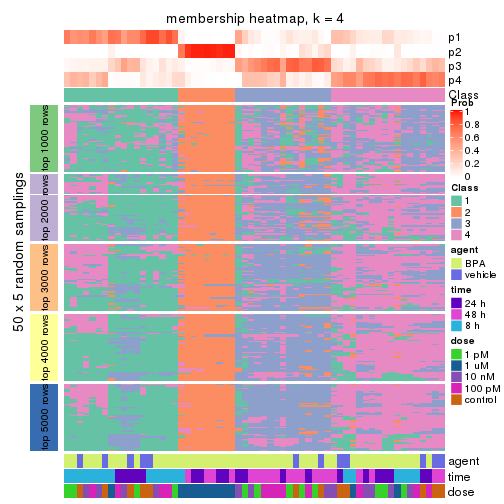 membership heatmap, k = 4
p1
p2
p3
p4
Class
50 x 5 random samplings
top 1000 rows
top 2000 rows
top 3000 rows
top 4000 rows
top 5000 rows
agent
time
dose
Prob
1
0.8
0.6
0.4
0.2
0
Class
1
2
3
4
agent
BPA
vehicle
time
24 h
48 h
8 h
dose
1 pM
1 uM
10 nM
100 pM
control